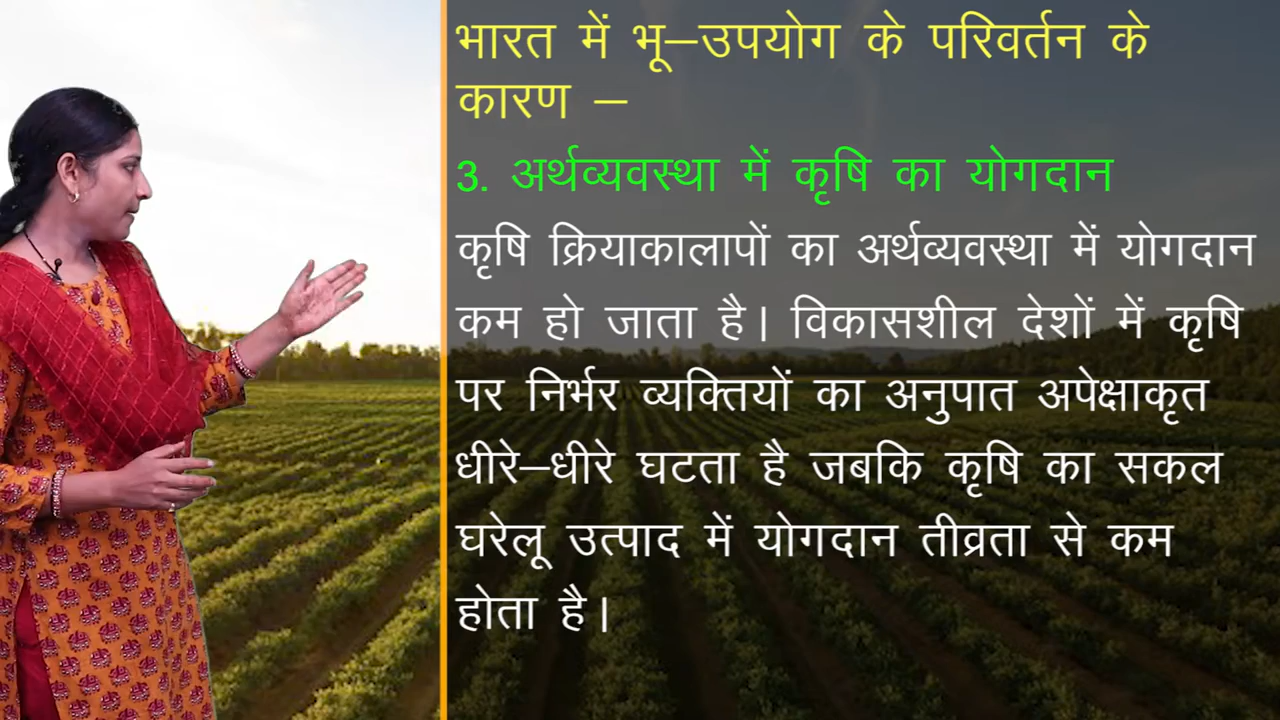 भारत में भू–उपयोग के परिवर्तन के
कारण –
3. अर्थव्यवस्था में कृषि का योगदान
कृषि क्रियाकालापों का अर्थव्यवस्था में योगदान
कम हो जाता है। विकासशील देशों में कृषि
पर निर्भर व्यक्तियों का अनुपात अपेक्षाकृत
धीरे–धीरे घटता है जबकि कृषि का सकल
घरेलू उत्पाद में योगदान तीव्रता से कम
होता है।